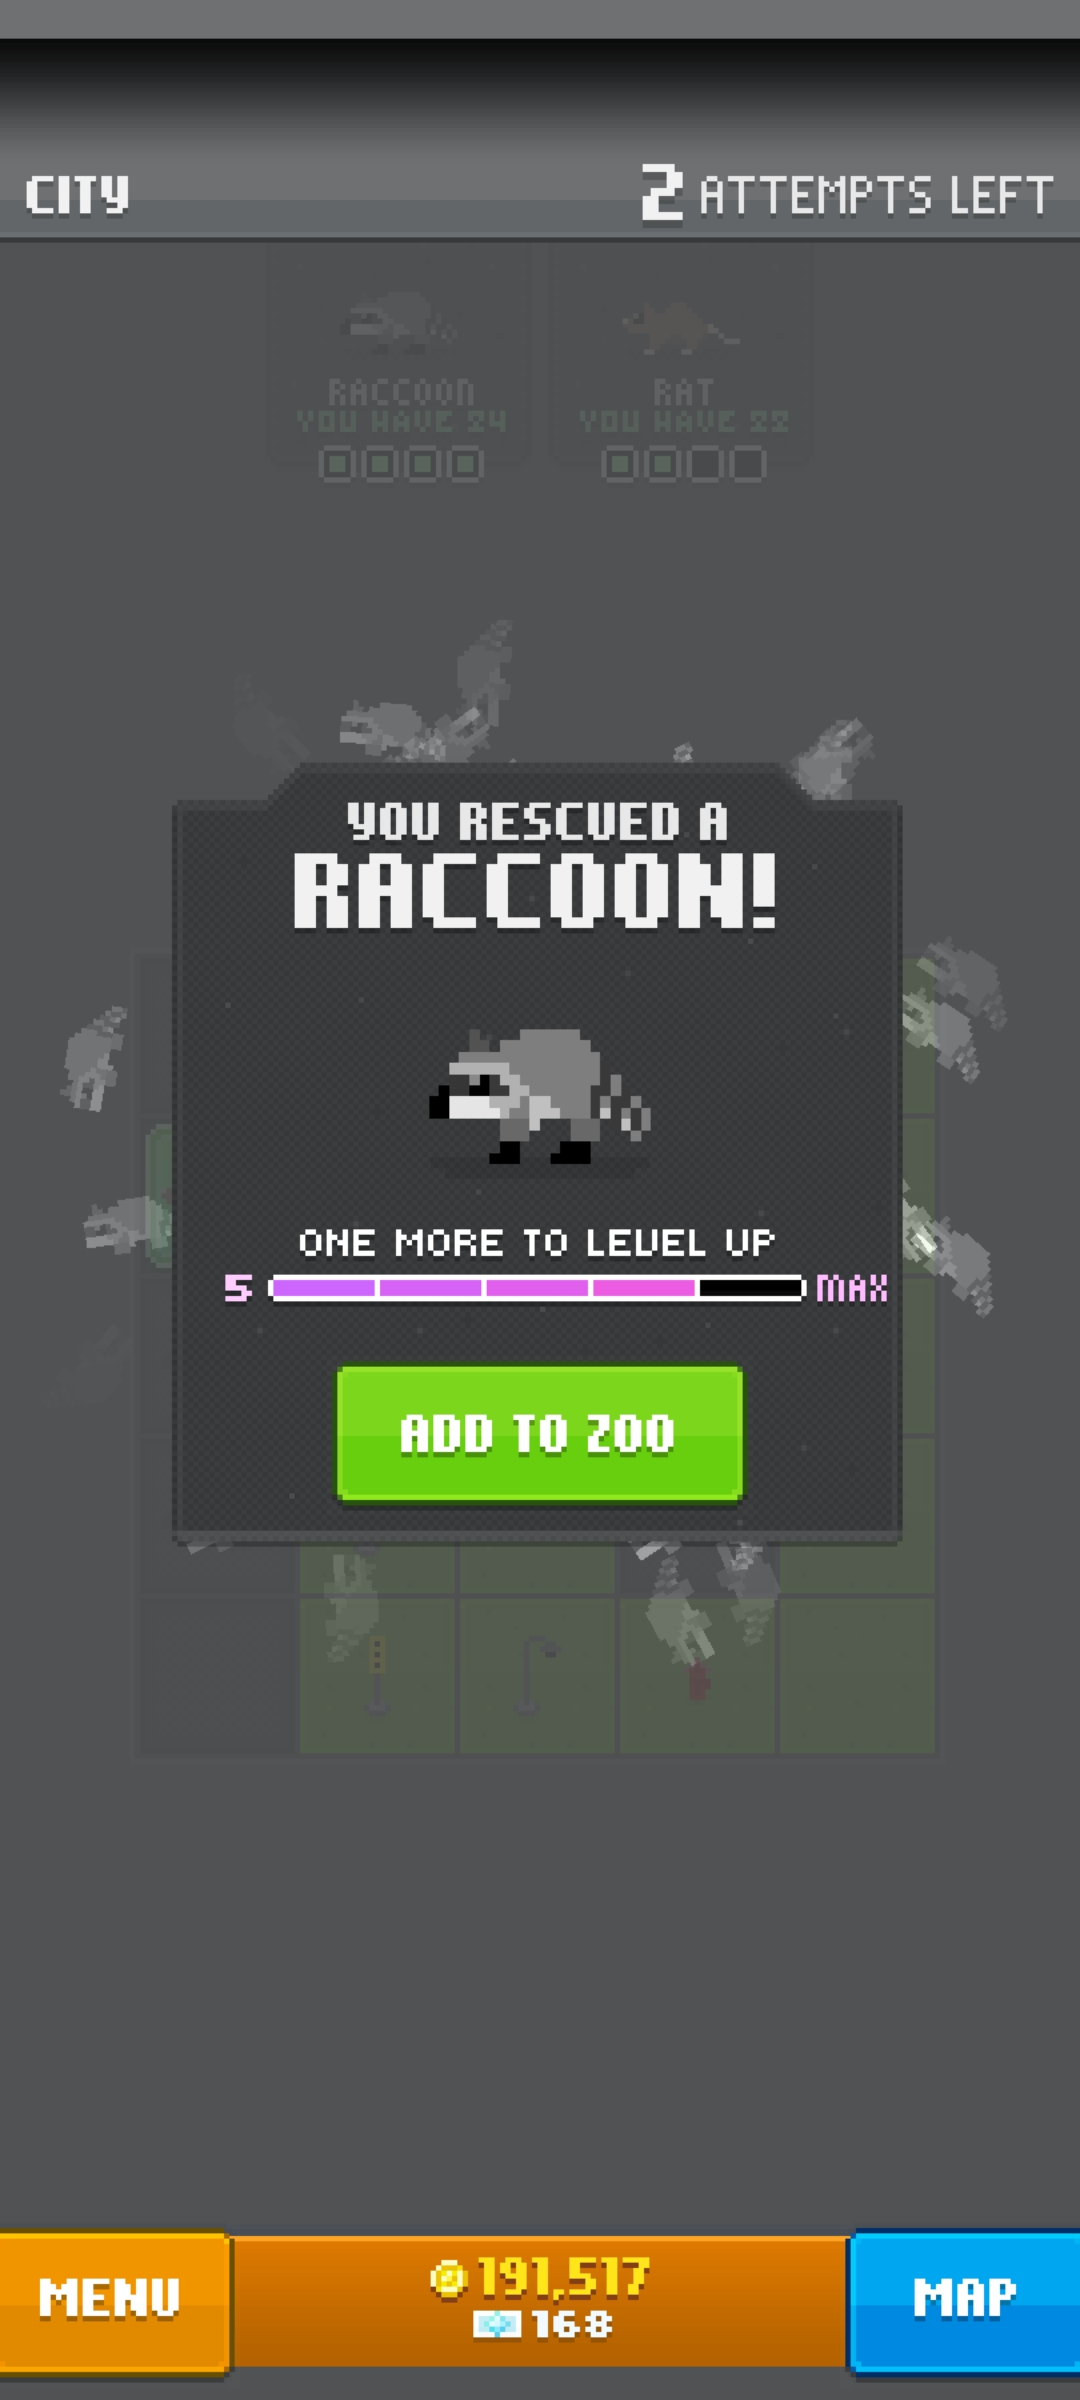 CITY
2 ATTEMPTS LEFT
RACCOON
RAT
YOU HAVE 24
YOU HAVE 22
YOU RESCUED A
RACCOON!
ONE MORE TO LEVEL UP
5
MAX
ADD TO ZOO
MENU
191,517
168
MAP